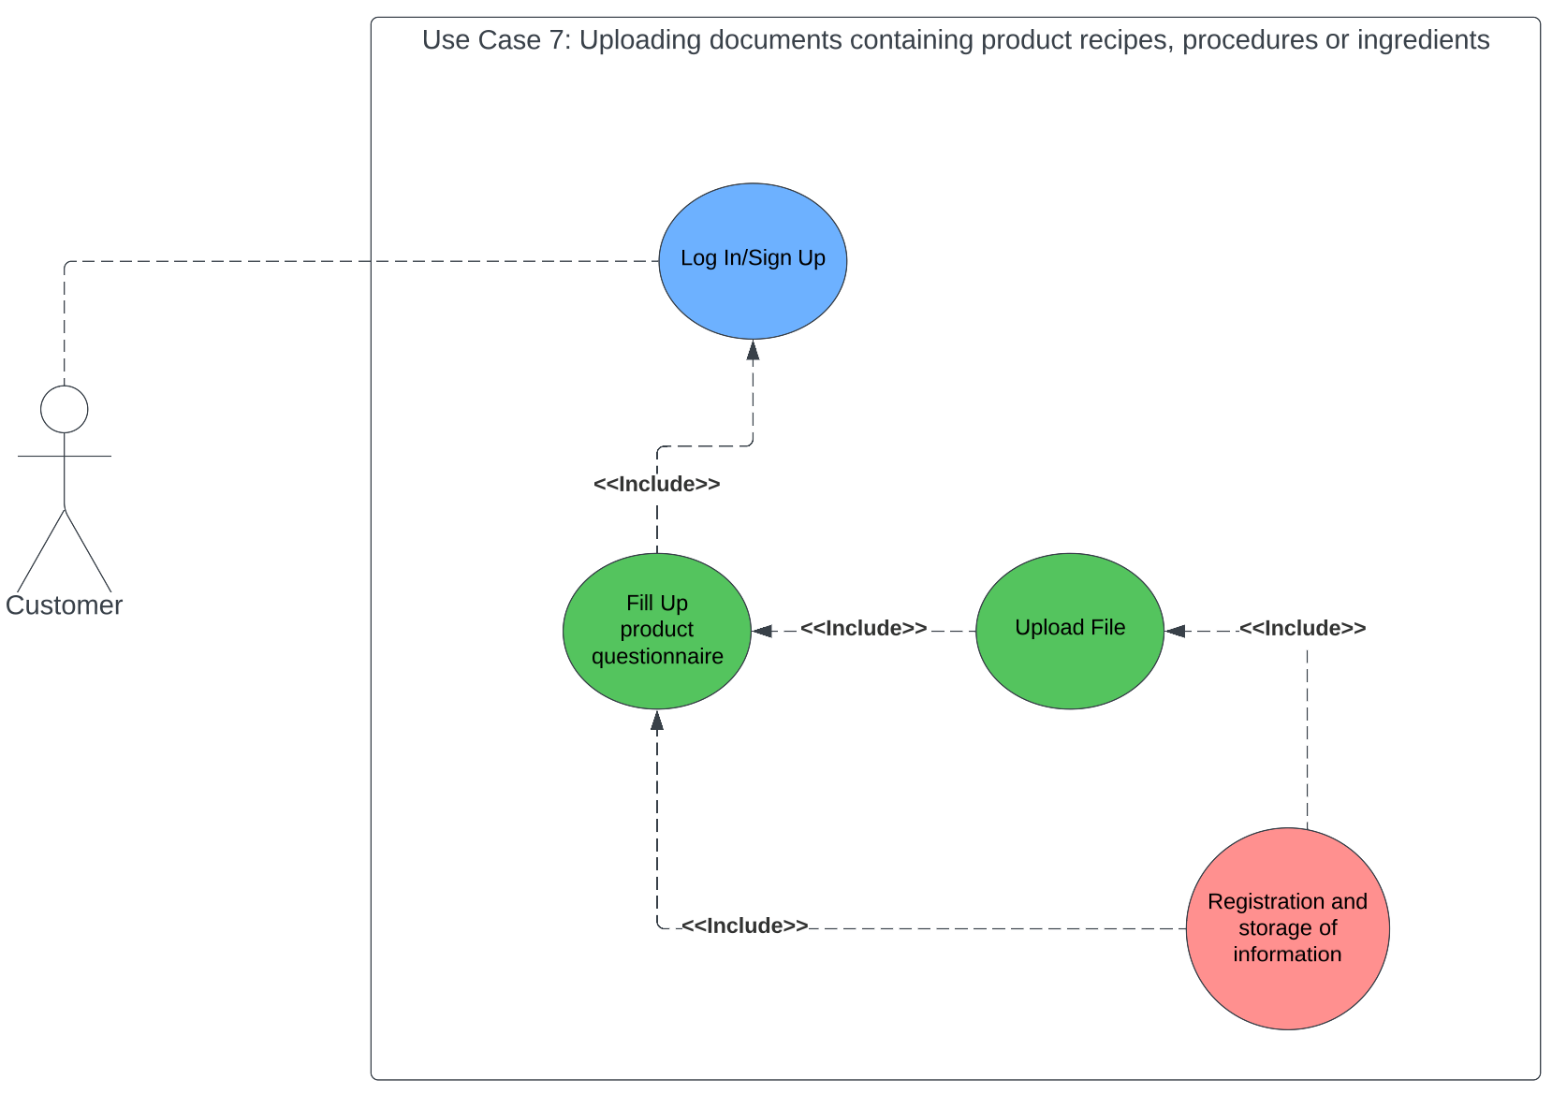 Use Case 7: Uploading documents containing product recipes, procedures or ingredients
Log In/Sign Up
<<Include>>
Customer
Fill Up
product
questionnaire
<<Include>>
Upload File
<<Include>>
<<Include>>
Registration and
storage of
information